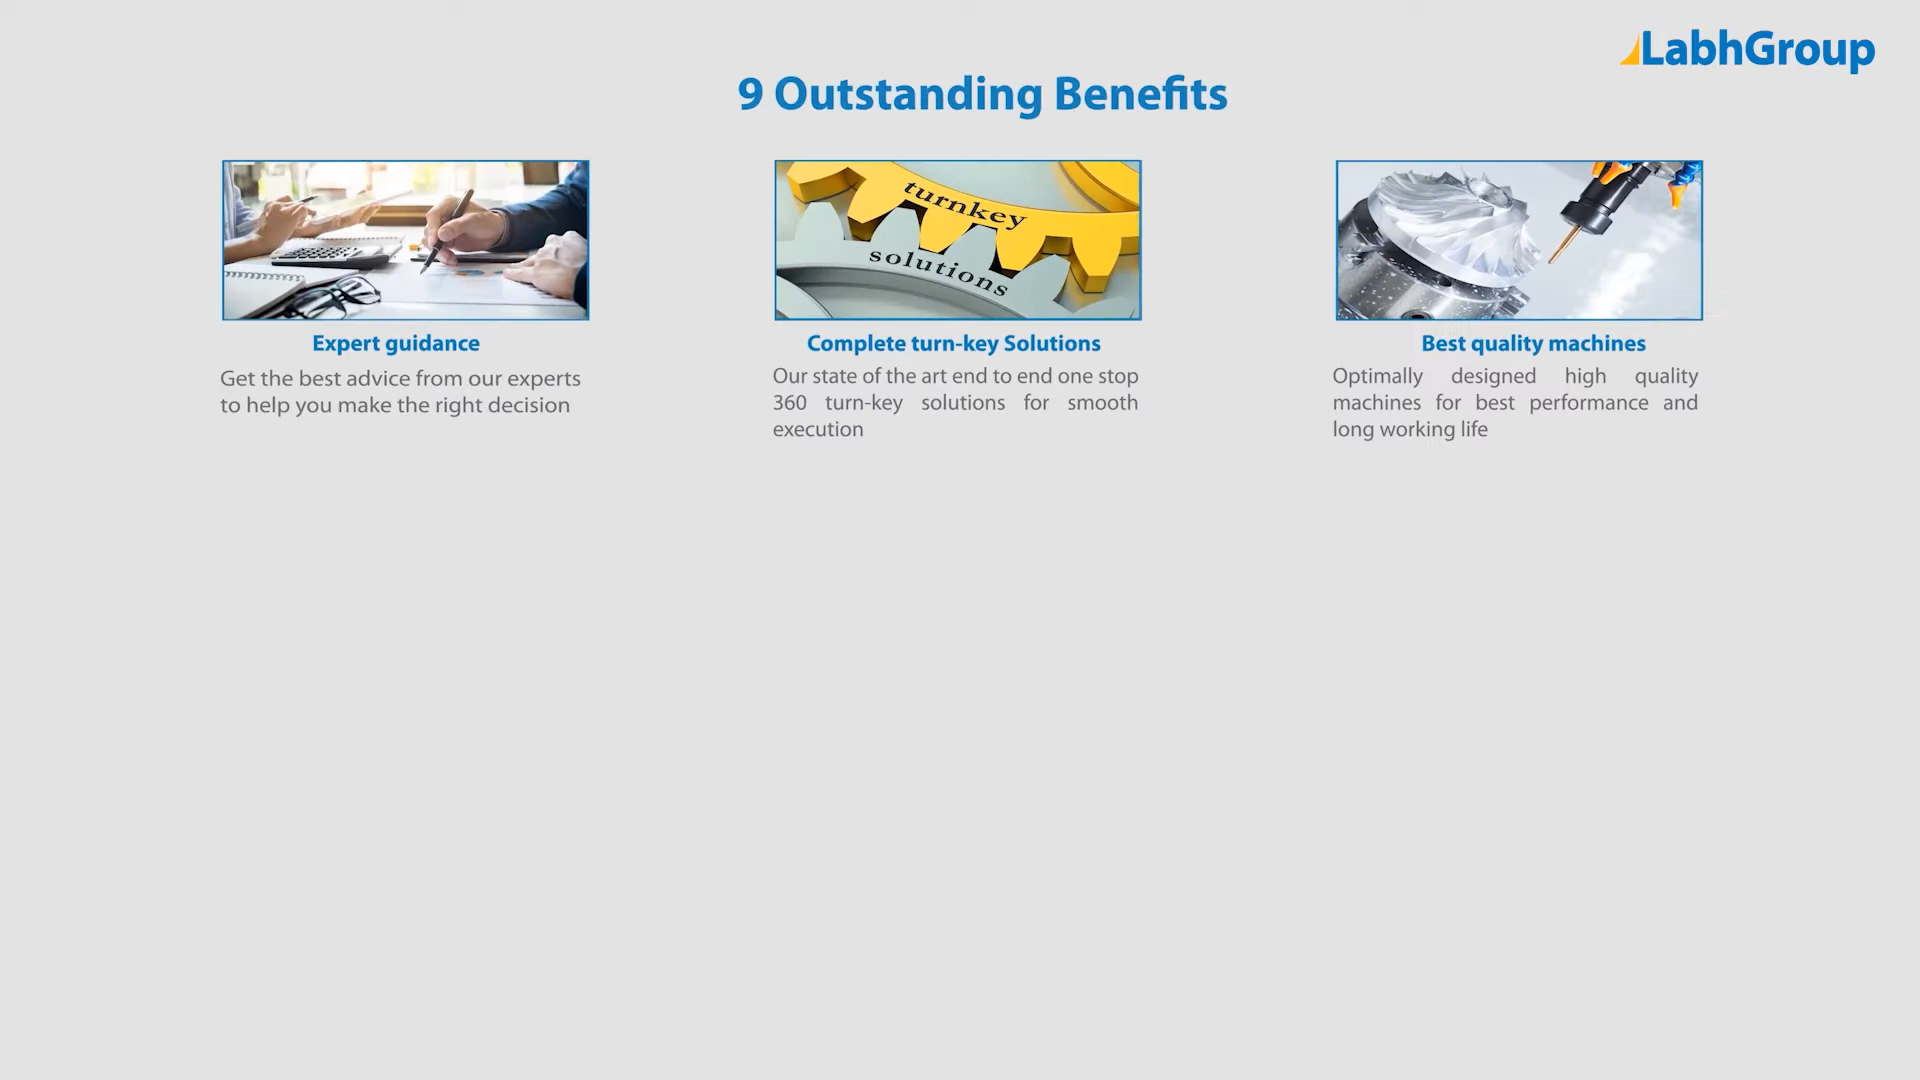 LabhGroup
9 Outstanding Benefits
turnkey
solutions
Expert guidance
Get the best advice from our experts
to help you make the right decision
Complete turn-key Solutions
Our state of the art end to end one stop
360 turn-key solutions for smooth
execution
Best quality machines
Optimally designed high quality
machines for best performance and
long working life